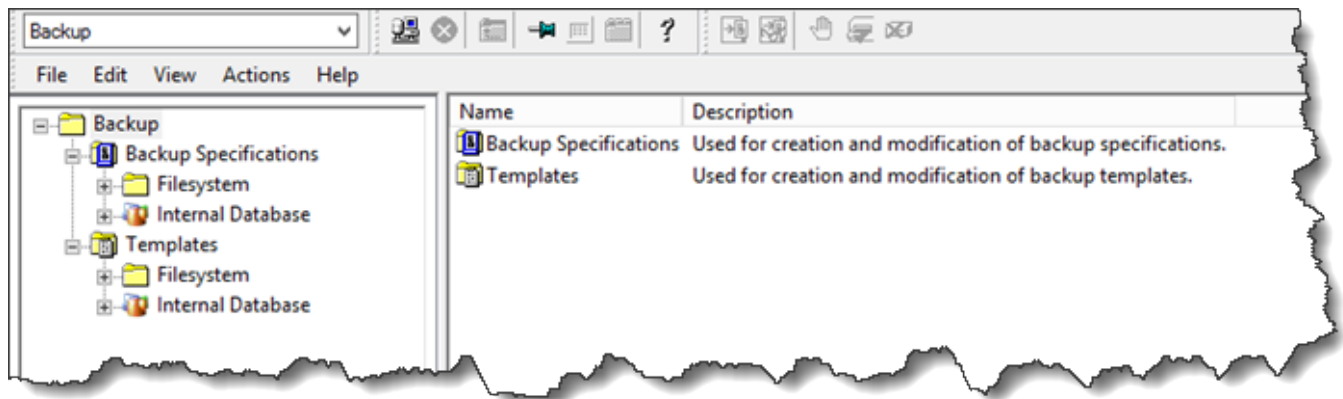 Backup
File Edit View Actions Help
Backup
Backup Specifications
Filesystem
Internal Database
Templates
Filesystem
Internal Database
Name Description
Backup Specifications Used for creation and modification of backup specifications.
Templates Used for creation and modification of backup templates.